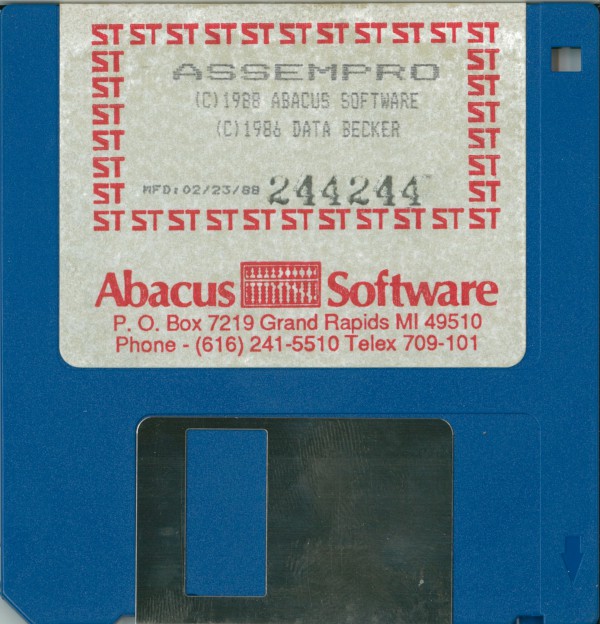 ST ST ST ST ST ST ST ST ST ST ST
ST ST
ST ASSEMPRO ST
ST (C)1988 ABACUS SOFTWARE ST
ST (C)1986 DATA BECKER ST
ST ST
ST MFD:02/23/88 244244 ST
ST ST ST ST ST ST ST ST ST ST ST
Abacus Software
P. O. Box 7219 Grand Rapids MI 49510
Phone - (616) 241-5510 Telex 709-101